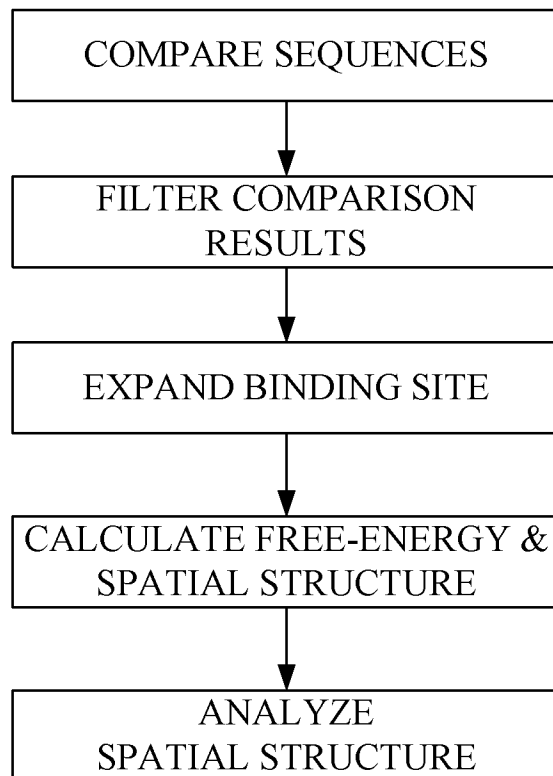 COMPARE SEQUENCES
FILTER COMPARISON
RESULTS
EXPAND BINDING SITE
CALCULATE FREE-ENERGY &
SPATIAL STRUCTURE
ANALYZE
SPATIAL STRUCTURE